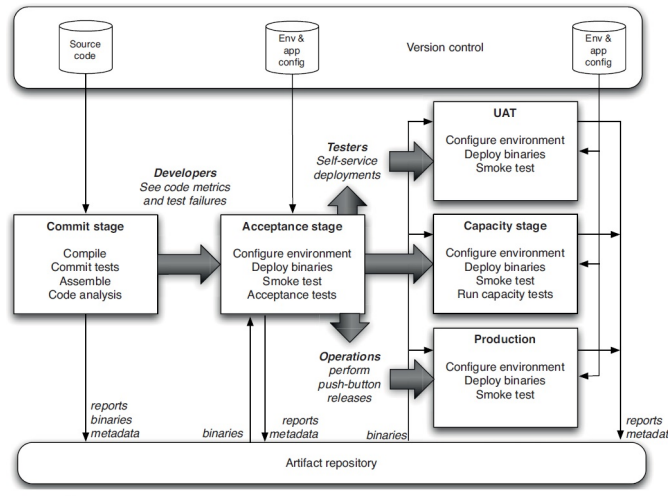 Source
code
Env &
app
config
Version control
Env &
app
config
UAT
Configure environment
Deploy binaries
Smoke test
Testers
Self-service
deployments
Developers
See code metrics
and test failures
Commit stage
Compile
Commit tests
Assemble
Code analysis
Acceptance stage
Configure environment
Deploy binaries
Smoke test
Acceptance tests
Capacity stage
Configure environment
Deploy binaries
Smoke test
Run capacity tests
Operations
perform
push-button
releases
Production
Configure environment
Deploy binaries
Smoke test
reports
binaries
metadata
binaries
reports
metadata
binaries
reports
metadat
Artifact repository